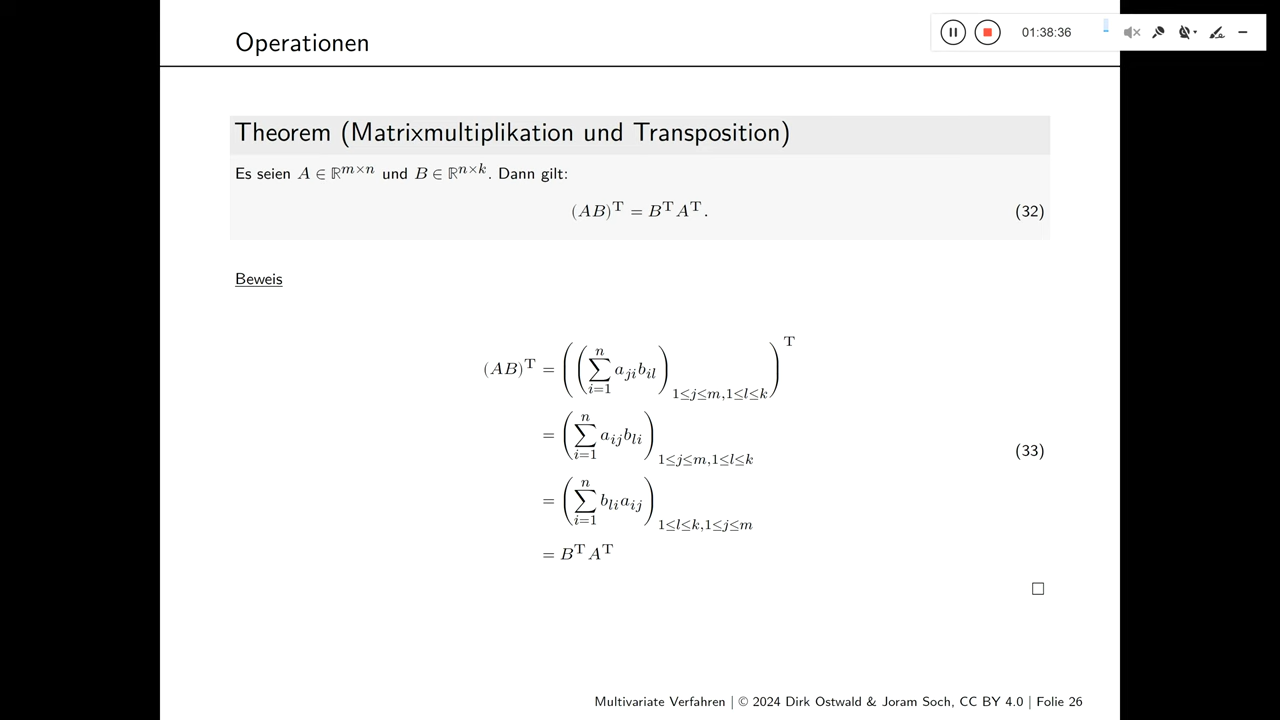 Operationen
01:38:36
Theorem (Matrixmultiplikation und Transposition)
Es seien A ∈ ℝ^{m×n} und B ∈ ℝ^{n×k}. Dann gilt:
(AB)^T = B^T A^T. (32)
Beweis
(AB)^T = ((∑_{i=1}^{n} a_{ji} b_{il})_{1≤j≤m,1≤l≤k})^T
= (∑_{i=1}^{n} a_{ij} b_{li})_{1≤j≤m,1≤l≤k} (33)
= (∑_{i=1}^{n} b_{li} a_{ij})_{1≤l≤k,1≤j≤m}
= B^T A^T
□
Multivariate Verfahren | © 2024 Dirk Ostwald & Joram Soch, CC BY 4.0 | Folie 26